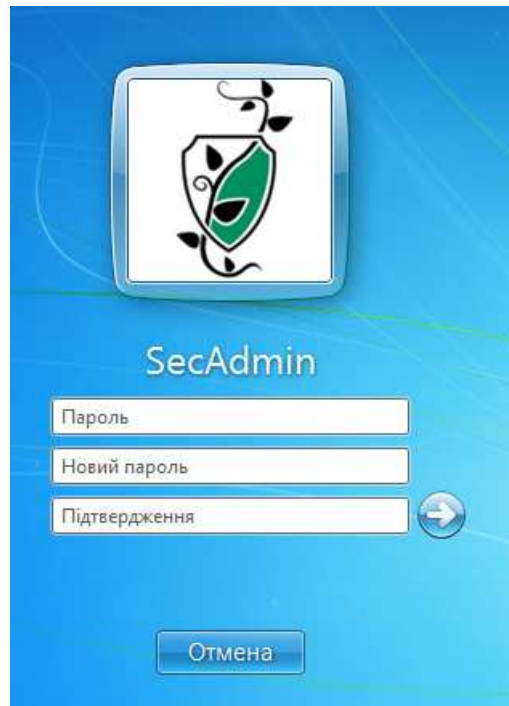 SecAdmin
Пароль
Новий пароль
Підтвердження
Отмена